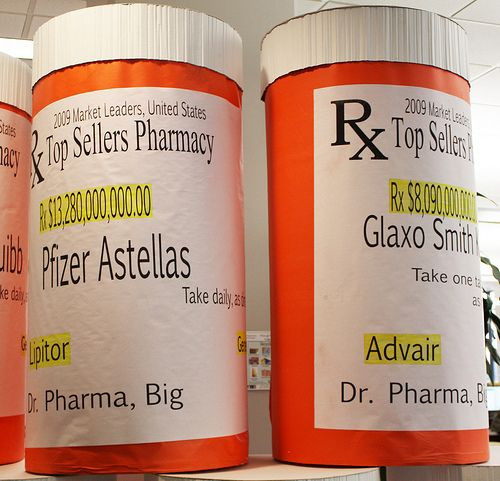 2009 Market Leaders, United States
Rx Top Sellers Pharmacy
Rx $13,280,000,000.00
Pfizer Astellas
Take daily, as
Lipitor
Dr. Pharma, Big
2009 Market Leaders
Rx Top Sellers
Rx $8,090,000,000
Glaxo Smith
Take one
as
Advair
Dr. Pharma,